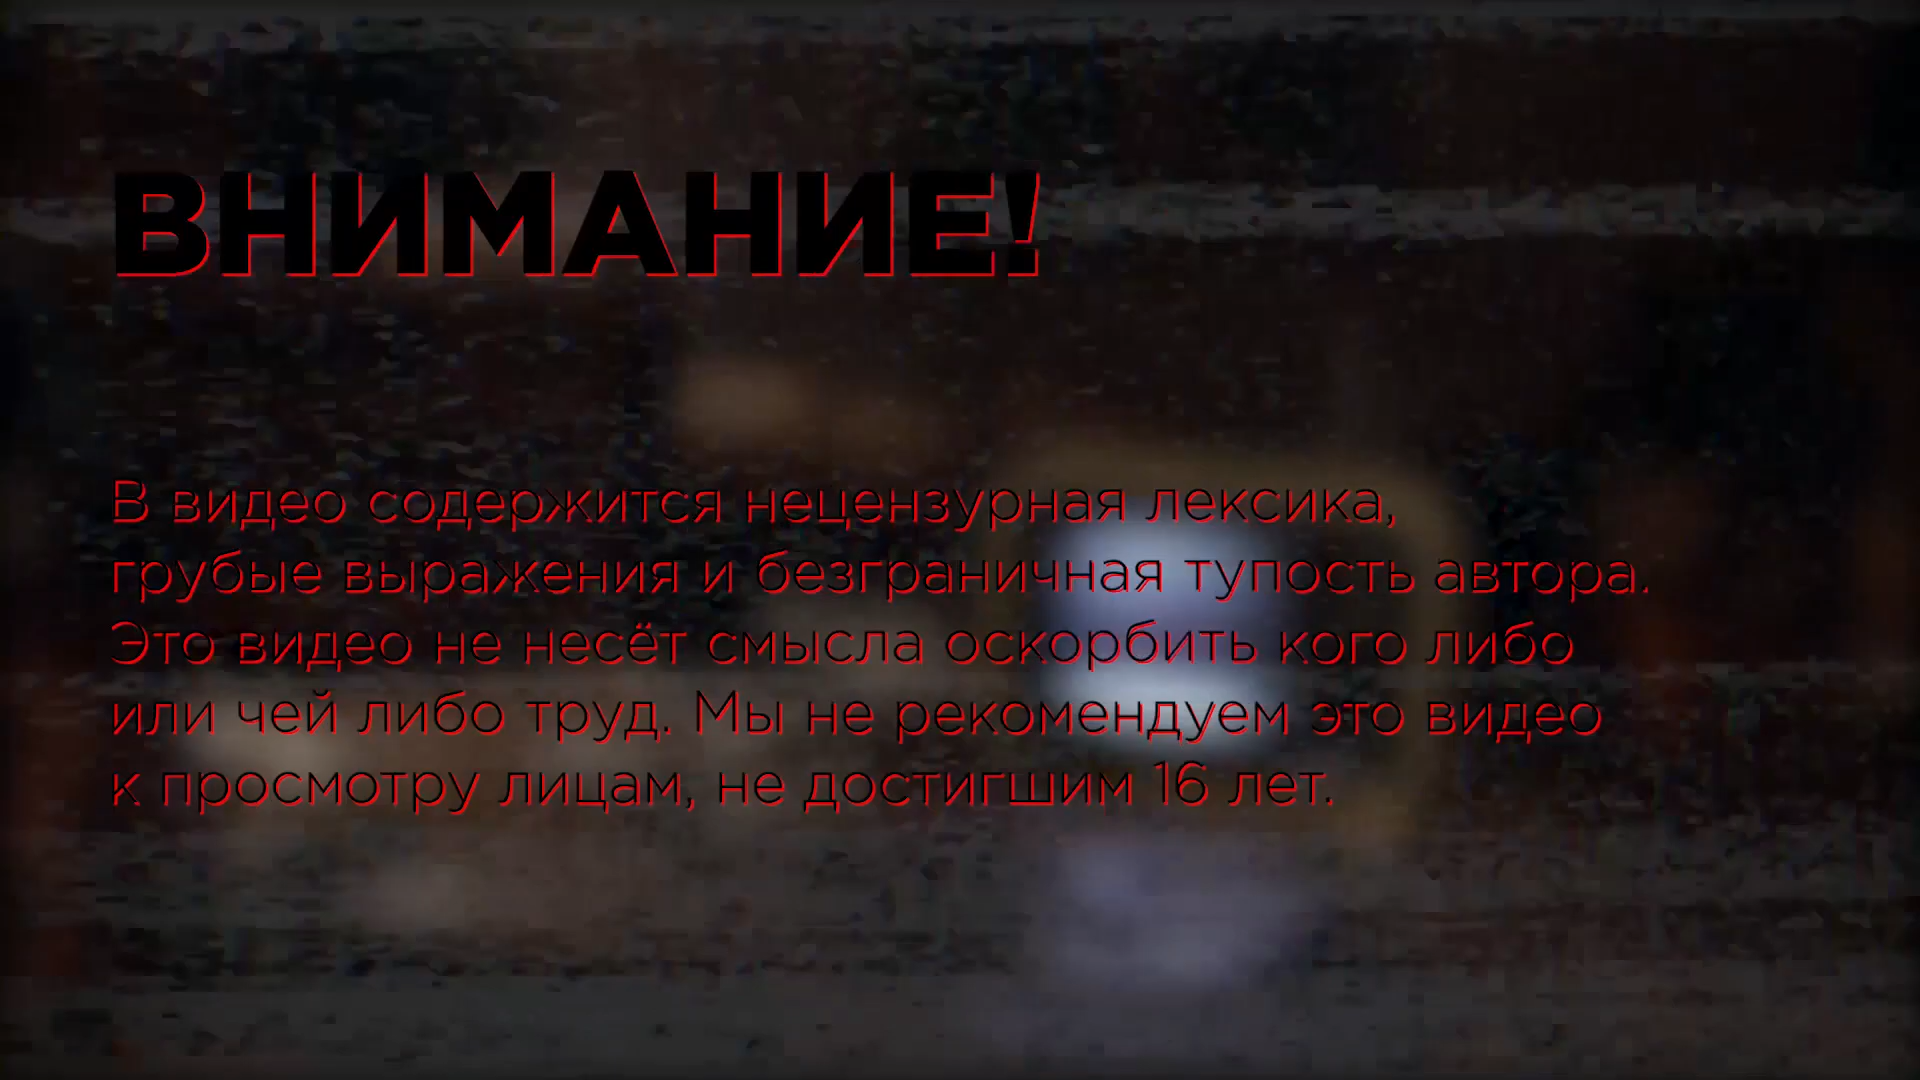 ВНИМАНИЕ!
В видео содержится нецензурная лексика,
грубые выражения и безграничная тупость автора.
Это видео не несёт смысла оскорбить кого либо
или чей либо труд. Мы не рекомендуем это видео
к просмотру лицам, не достигшим 16 лет.